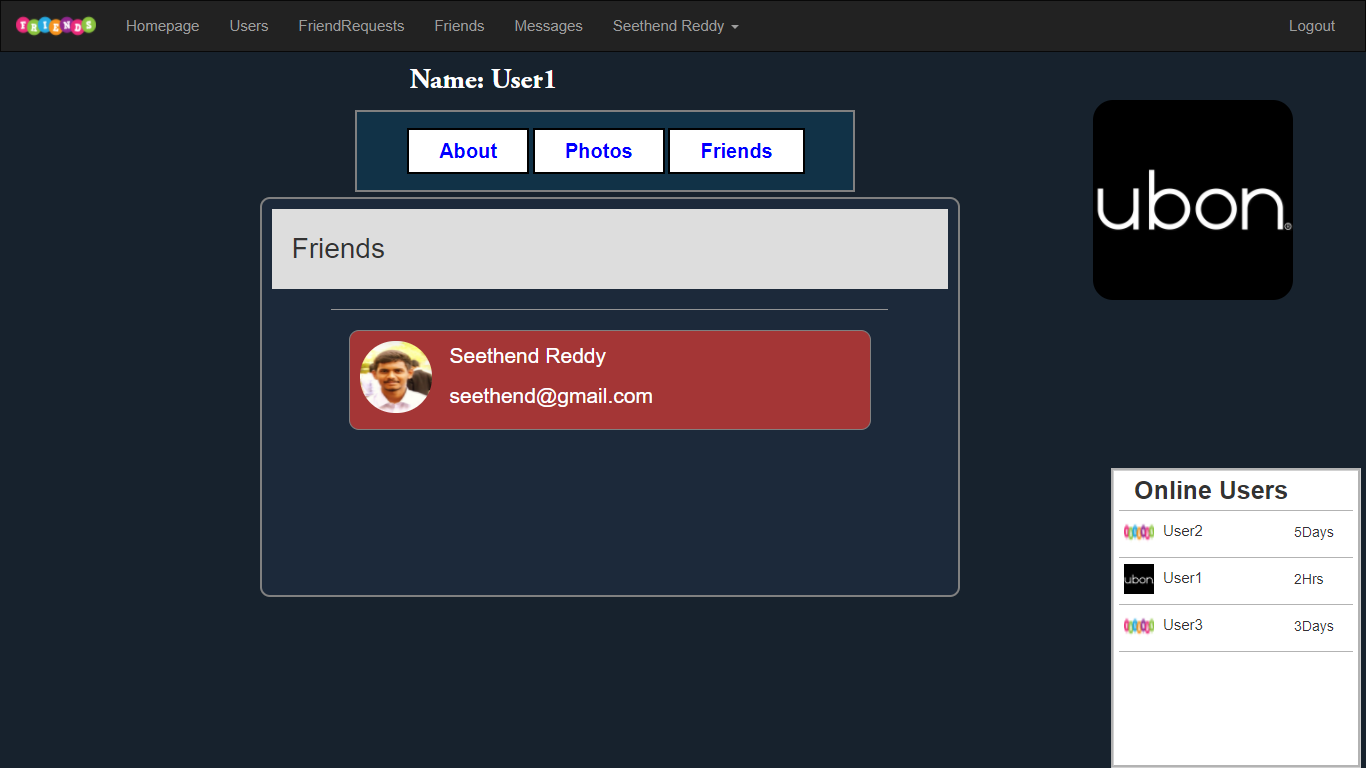 FRIENDS Homepage Users FriendRequests Friends Messages Seethend Reddy Logout
Name: User1
About Photos Friends
ubon®
Friends
Seethend Reddy
seethend@gmail.com
Online Users
User2 5Days
ubon User1 2Hrs
User3 3Days